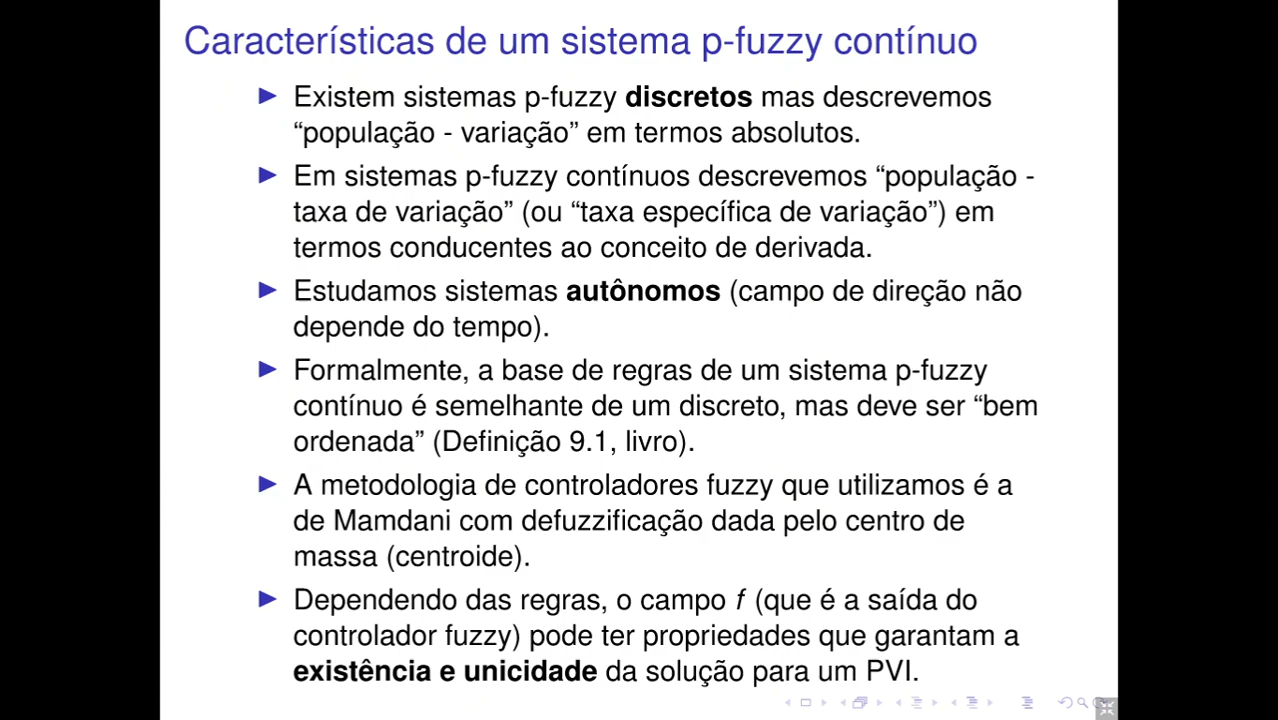 Características de um sistema p-fuzzy contínuo
Existem sistemas p-fuzzy discretos mas descrevemos
“população - variação” em termos absolutos.
Em sistemas p-fuzzy contínuos descrevemos “população -
taxa de variação” (ou “taxa específica de variação”) em
termos conducentes ao conceito de derivada.
Estudamos sistemas autônomos (campo de direção não
depende do tempo).
Formalmente, a base de regras de um sistema p-fuzzy
contínuo é semelhante de um discreto, mas deve ser “bem
ordenada” (Definição 9.1, livro).
A metodologia de controladores fuzzy que utilizamos é a
de Mamdani com defuzzificação dada pelo centro de
massa (centroide).
Dependendo das regras, o campo f (que é a saída do
controlador fuzzy) pode ter propriedades que garantam a
existência e unicidade da solução para um PVI.